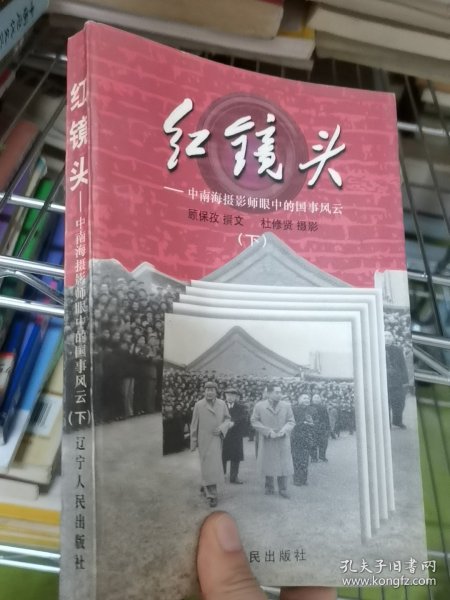 红镜头
——中南海摄影师眼中的国事风云
顾保孜 撰文 杜修贤 摄影
(下)
红镜头——中南海摄影师眼中的国事风云(下)辽宁人民出版社
民出版社
孔夫子旧书网
www.kongfz.com